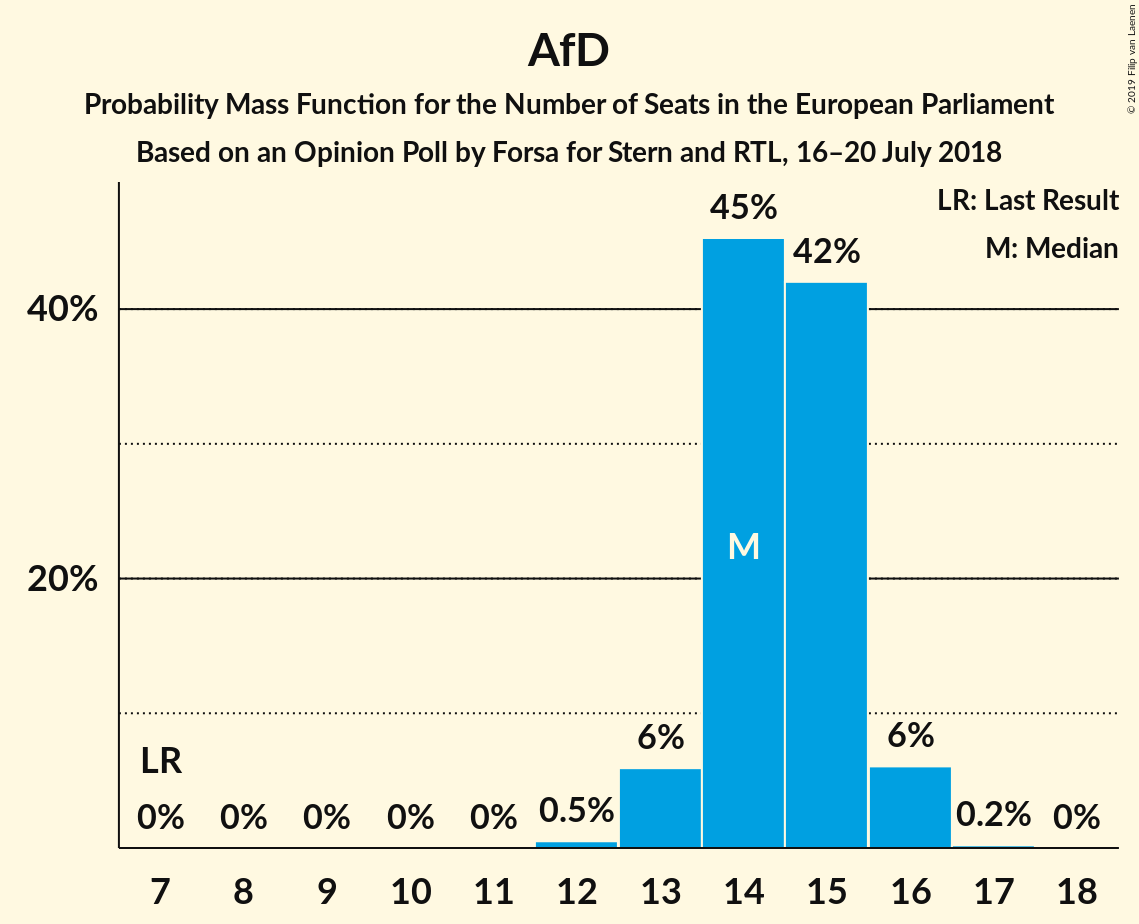 AfD
Probability Mass Function for the Number of Seats in the European Parliament
Based on an Opinion Poll by Forsa for Stern and RTL, 16–20 July 2018
© 2019 Filip van Laenen
LR: Last Result
M: Median
45%
42%
40%
M
20%
6%
6%
LR
0%
0%
0%
0%
0%
0.5%
0.2%
0%
7 8 9 10 11 12 13 14 15 16 17 18